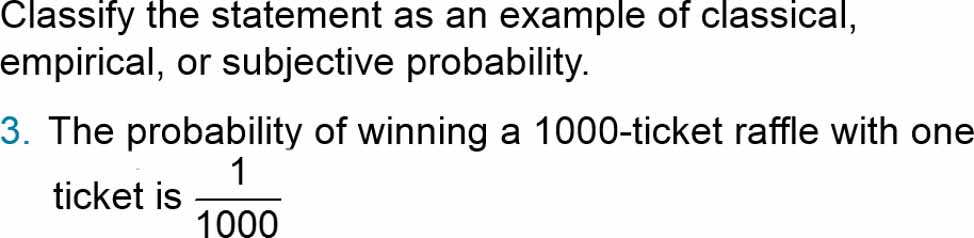 Classify the statement as an example of classical,
empirical, or subjective probability.
3. The probability of winning a 1000-ticket raffle with one
ticket is 1/1000